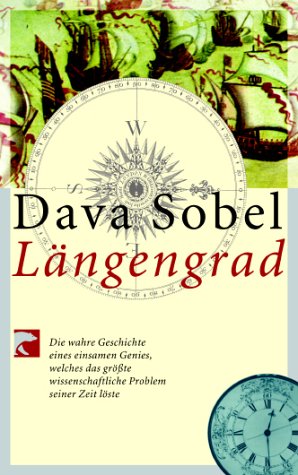 W
S
Dava Sobel
Längengrad
Die wahre Geschichte
eines einsamen Genies,
welches das größte
wissenschaftliche Problem
seiner Zeit löste